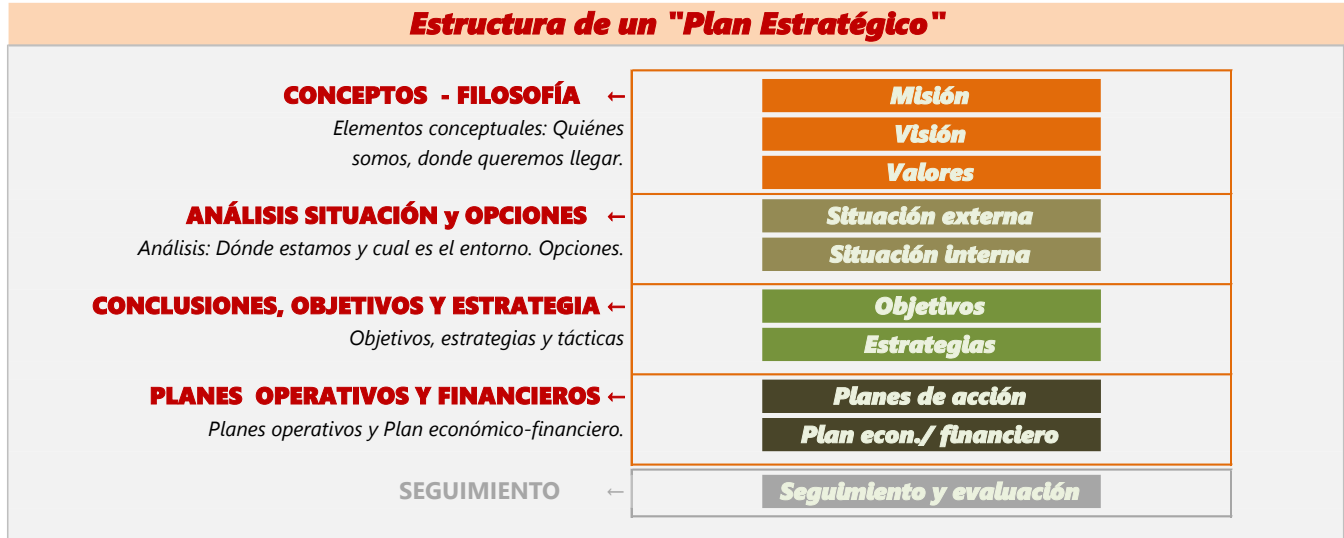 Estructura de un "Plan Estratégico"
CONCEPTOS - FILOSOFÍA ←
Elementos conceptuales: Quiénes
somos, donde queremos llegar.
Misión
Visión
Valores
ANÁLISIS SITUACIÓN y OPCIONES ←
Análisis: Dónde estamos y cual es el entorno. Opciones.
Situación externa
Situación interna
CONCLUSIONES, OBJETIVOS Y ESTRATEGIA ←
Objetivos, estrategias y tácticas
Objetivos
Estrategias
PLANES OPERATIVOS Y FINANCIEROS ←
Planes operativos y Plan económico-financiero.
Planes de acción
Plan econ./ financiero
SEGUIMIENTO ←
Seguimiento y evaluación